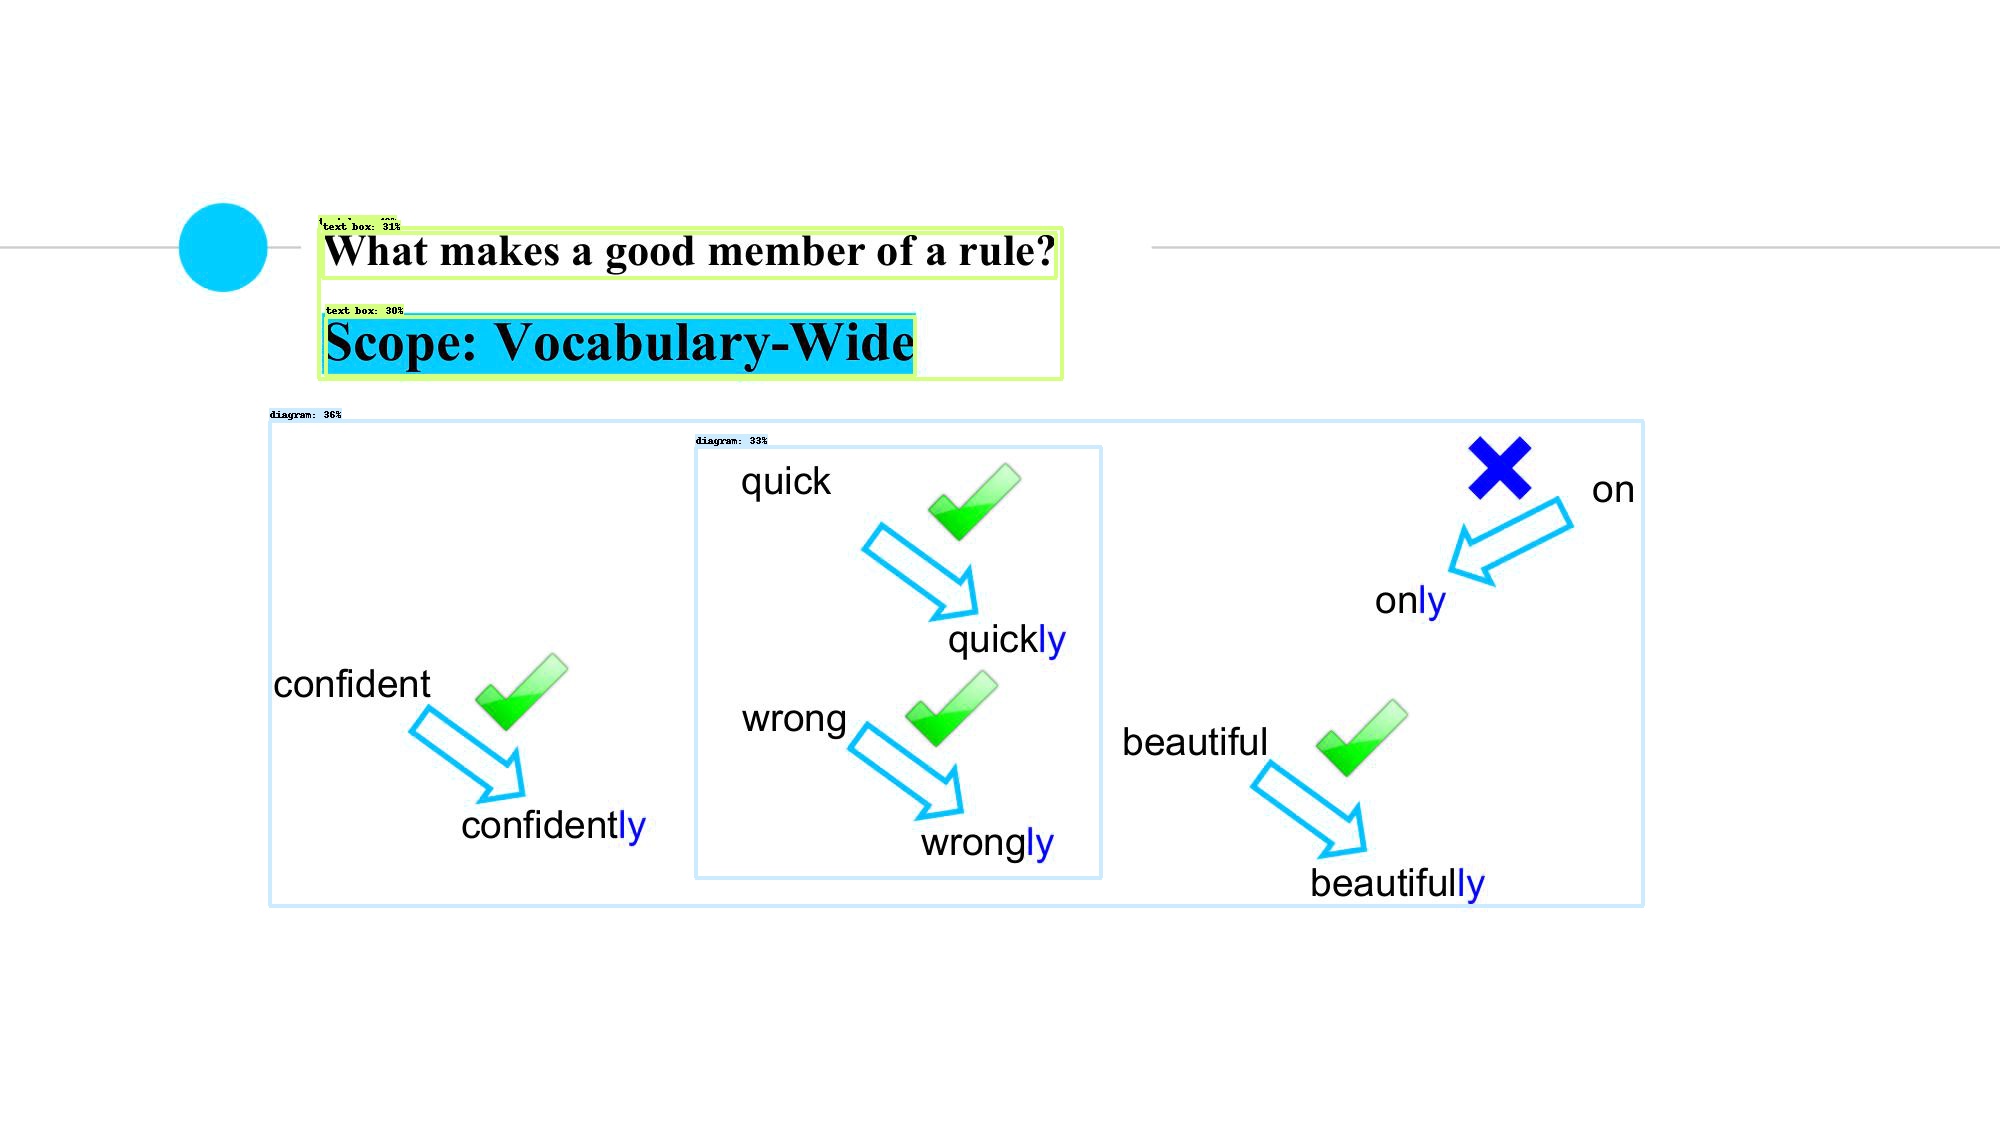 text box: 31%
What makes a good member of a rule?
text box: 30%
Scope: Vocabulary-Wide
diagram: 36%
diagram: 33%
quick
on
only
quickly
confident
wrong
beautiful
confidently
wrongly
beautifully